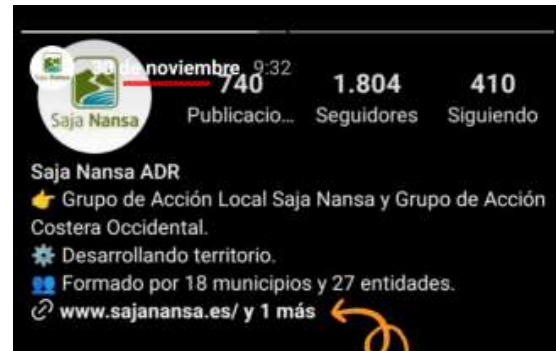 30 de noviembre 9:32
740 1.804 410
Publicacio... Seguidores Siguiendo
Saja Nansa
Saja Nansa ADR
👉 Grupo de Acción Local Saja Nansa y Grupo de Acción
Costera Occidental.
⚙️ Desarrollando territorio.
👥 Formado por 18 municipios y 27 entidades.
www.sajanansa.es/ y 1 más